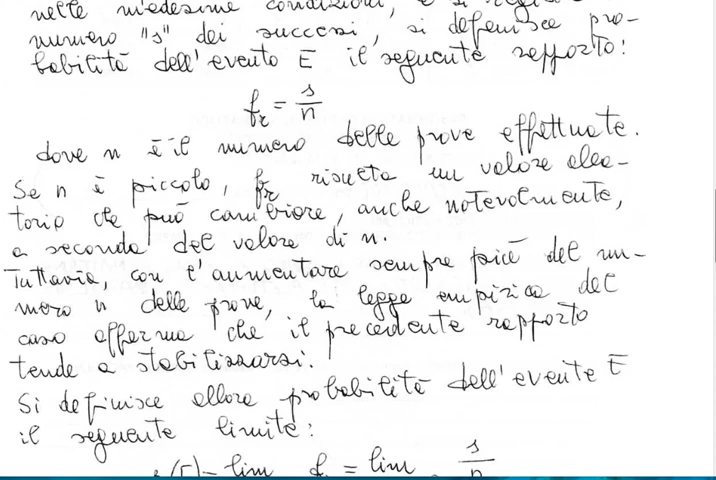 nelle medesime condizioni, e si
numero "s" dei successi, si definisce pro-
babilità dell'evento E il seguente rapporto:
fr = s/n
dove n è il numero delle prove effettuate.
Se n è piccolo, fr risulta un valore alea-
torio che può cambiare, anche notevolmente,
a seconda del valore di n.
Tuttavia, con l'aumentare sempre più del nu-
mero n delle prove, la legge empirica del
caso afferma che il precedente rapporto
tende a stabilizzarsi.
Si definisce allora probabilità dell'evento E
il seguente limite:
(E) = lim f = lim s/n